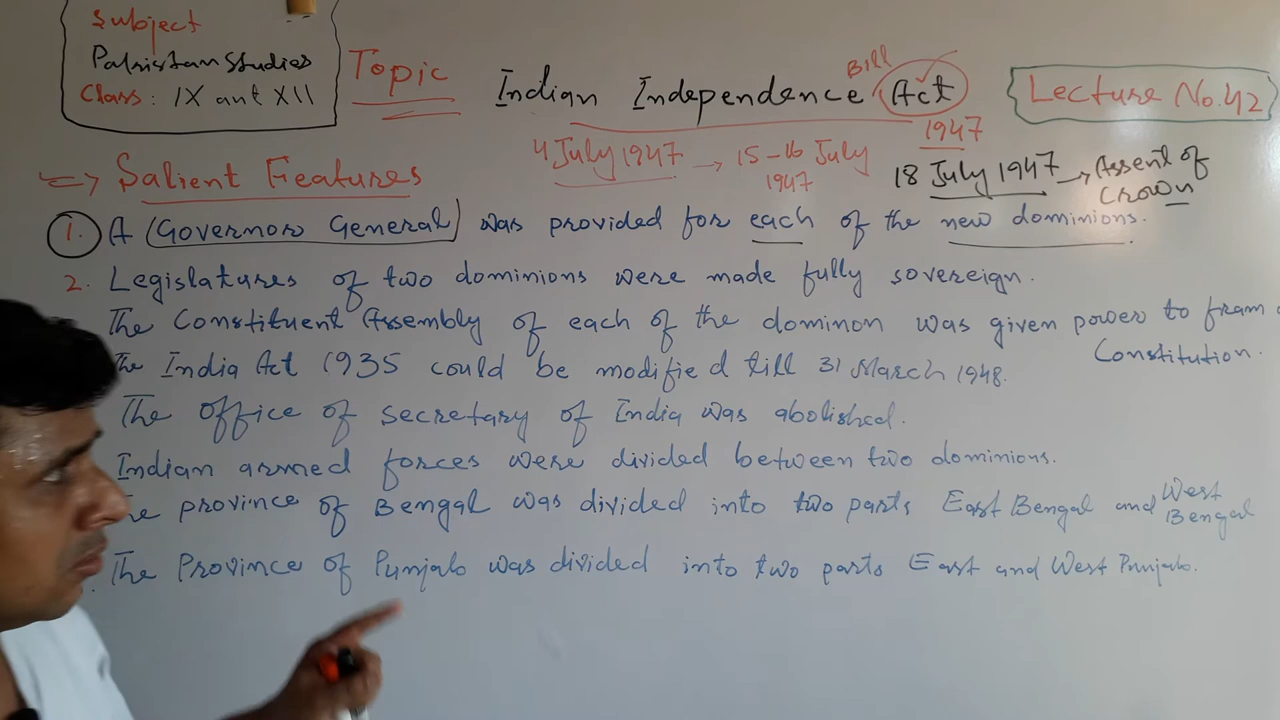 Subject
Pakistan Studies
Class: IX ant XII
Topic
Indian Independence Bill Act
1947
Lecture No.42
4 July 1947 → 15-16 July
1947
18 July 1947 → Assent of
Crown
=> Salient Features
1. A (Governor General) was provided for each of the new dominions.
2. Legislatures of two dominions were made fully sovereign.
The Constituent Assembly of each of the dominon was given power to fram
Constitution.
The India Act 1935 could be modified till 31 March 1948.
The office of secretary of India was abolished.
Indian armed forces were divided between two dominions.
The province of Bengal was divided into two parts East Bengal and West
Bengal
The Province of Punjab was divided into two parts East and West Punjab.